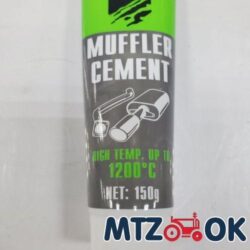 MUFFLER
CEMENT
HIGH TEMP. UP TO
1200°C
NET: 150g
MTZ OK